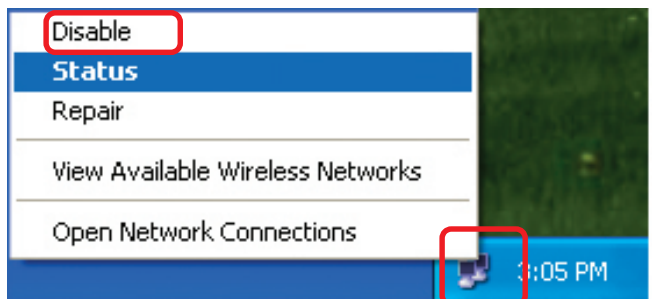 Disable
Status
Repair
View Available Wireless Networks
Open Network Connections
3:05 PM